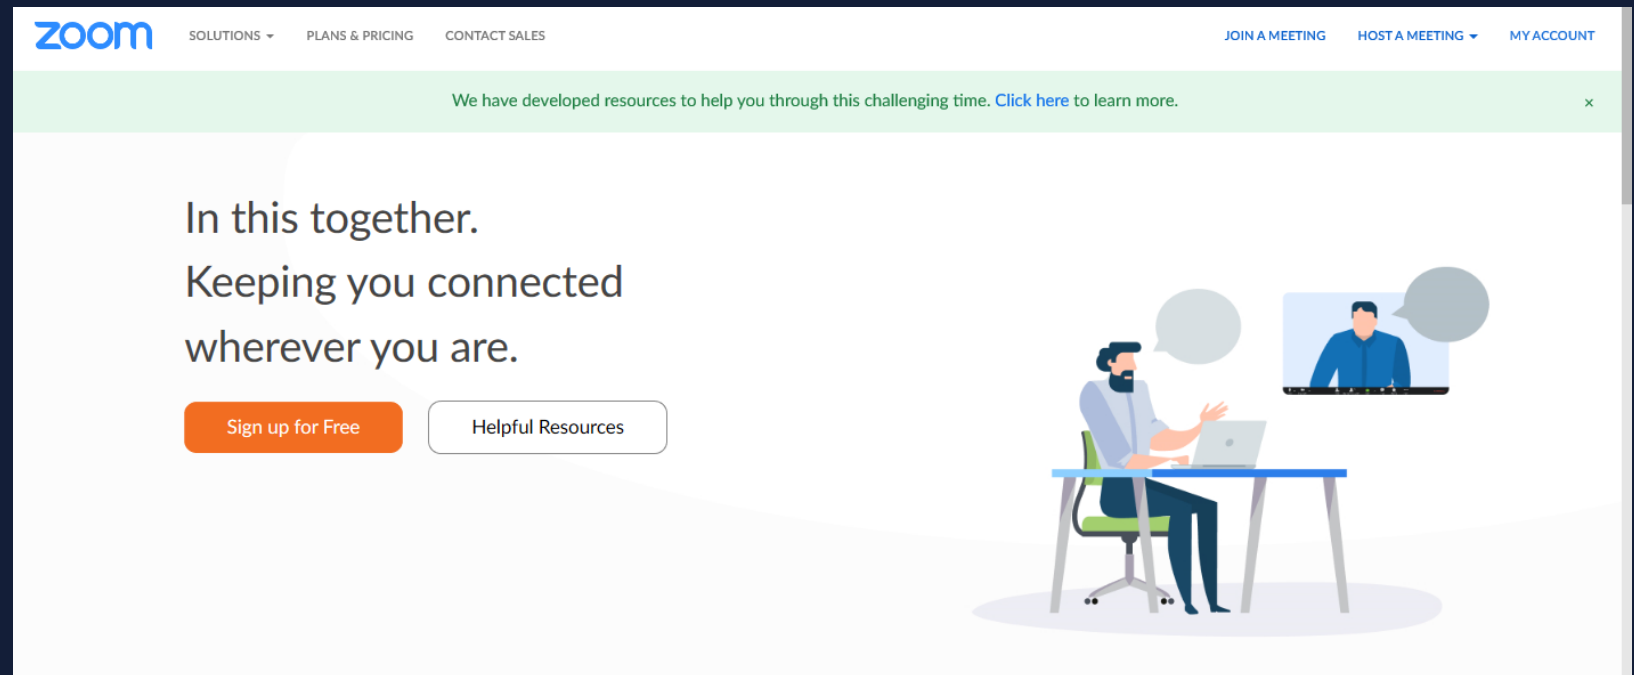 zoom
SOLUTIONS
PLANS & PRICING
CONTACT SALES
JOIN A MEETING
HOST A MEETING
MY ACCOUNT
We have developed resources to help you through this challenging time. Click here to learn more.
×
In this together.
Keeping you connected
wherever you are.
Sign up for Free
Helpful Resources